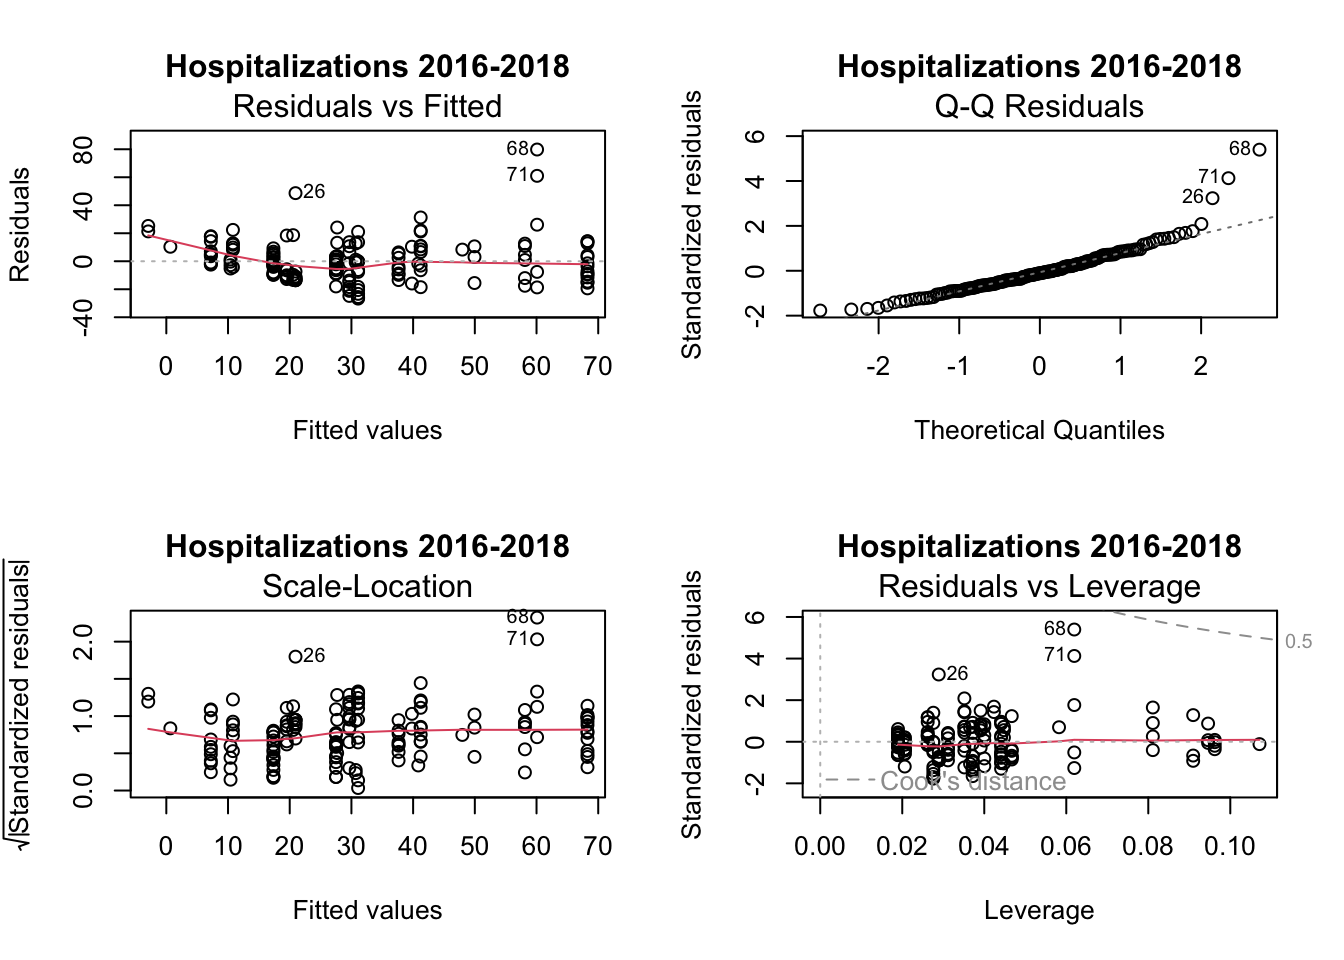 Hospitalizations 2016-2018
Residuals vs Fitted
Residuals
80
40
0
-40
68
71
26
0 10 20 30 40 50 60 70
Fitted values
Hospitalizations 2016-2018
Q-Q Residuals
Standardized residuals
6
4
2
0
-2
68
71
26
-2 -1 0 1 2
Theoretical Quantiles
Hospitalizations 2016-2018
Scale-Location
√|Standardized residuals|
2.0
1.0
0.0
68
71
26
0 10 20 30 40 50 60 70
Fitted values
Hospitalizations 2016-2018
Residuals vs Leverage
Standardized residuals
6
4
2
0
-2
68
71
26
0.5
Cook's distance
0.00 0.02 0.04 0.06 0.08 0.10
Leverage